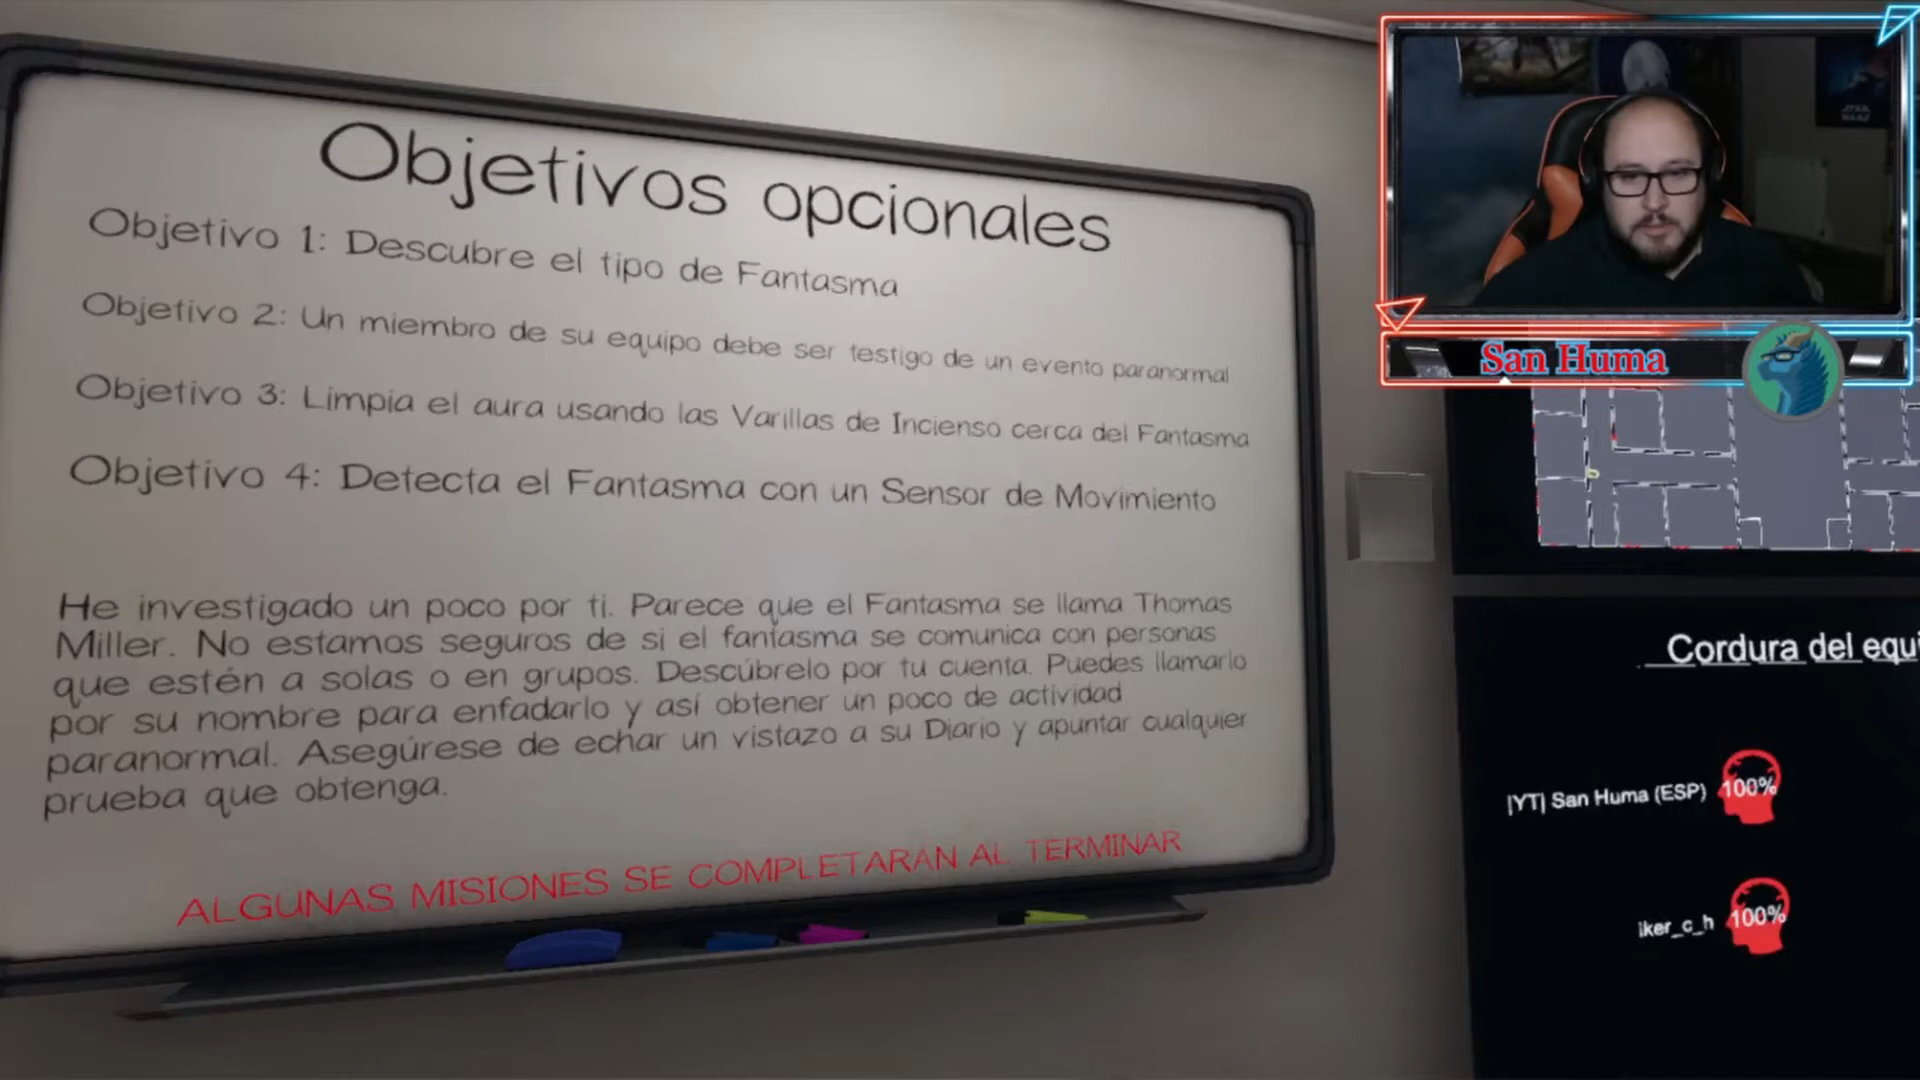 Objetivos opcionales
Objetivo 1: Descubre el tipo de Fantasma
Objetivo 2: Un miembro de su equipo debe ser testigo de un evento paranormal
Objetivo 3: Limpia el aura usando las Varillas de Incienso cerca del Fantasma
Objetivo 4: Detecta el Fantasma con un Sensor de Movimiento
He investigado un poco por ti. Parece que el Fantasma se llama Thomas
Miller. No estamos seguros de si el fantasma se comunica con personas
que estén a solas o en grupos. Descúbrelo por tu cuenta. Puedes llamarlo
por su nombre para enfadarlo y así obtener un poco de actividad
paranormal. Asegúrese de echar un vistazo a su Diario y apuntar cualquier
prueba que obtenga.
ALGUNAS MISIONES SE COMPLETARÁN AL TERMINAR
STAR WARS
San Huma
Cordura del equi
|YT| San Huma (ESP) 100%
iker_c_h 100%